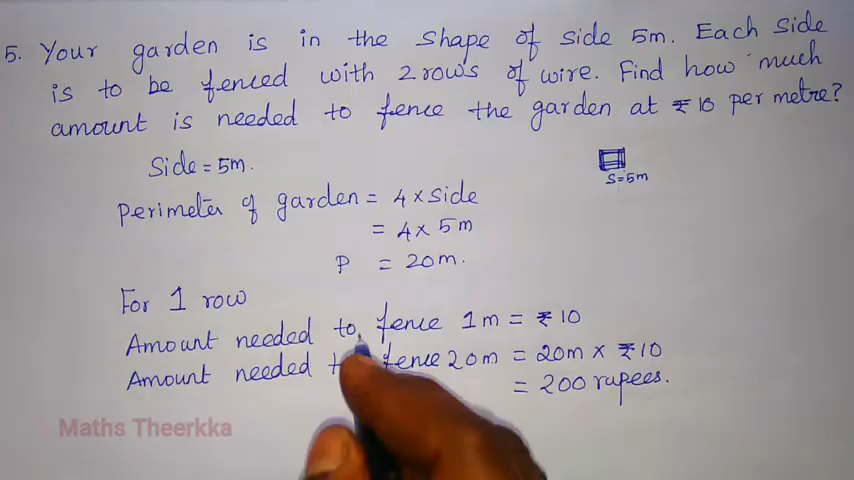 5. Your garden is in the shape of side 5m. Each side
is to be fenced with 2 rows of wire. Find how much
amount is needed to fence the garden at ₹ 10 per metre?
Side = 5m.
S=5m
Perimeter of garden = 4 × side
= 4 × 5m
P = 20m.
For 1 row
Amount needed to fence 1m = ₹ 10
Amount needed fence 20m = 20m × ₹ 10
= 200 rupees.
Maths Theerkka